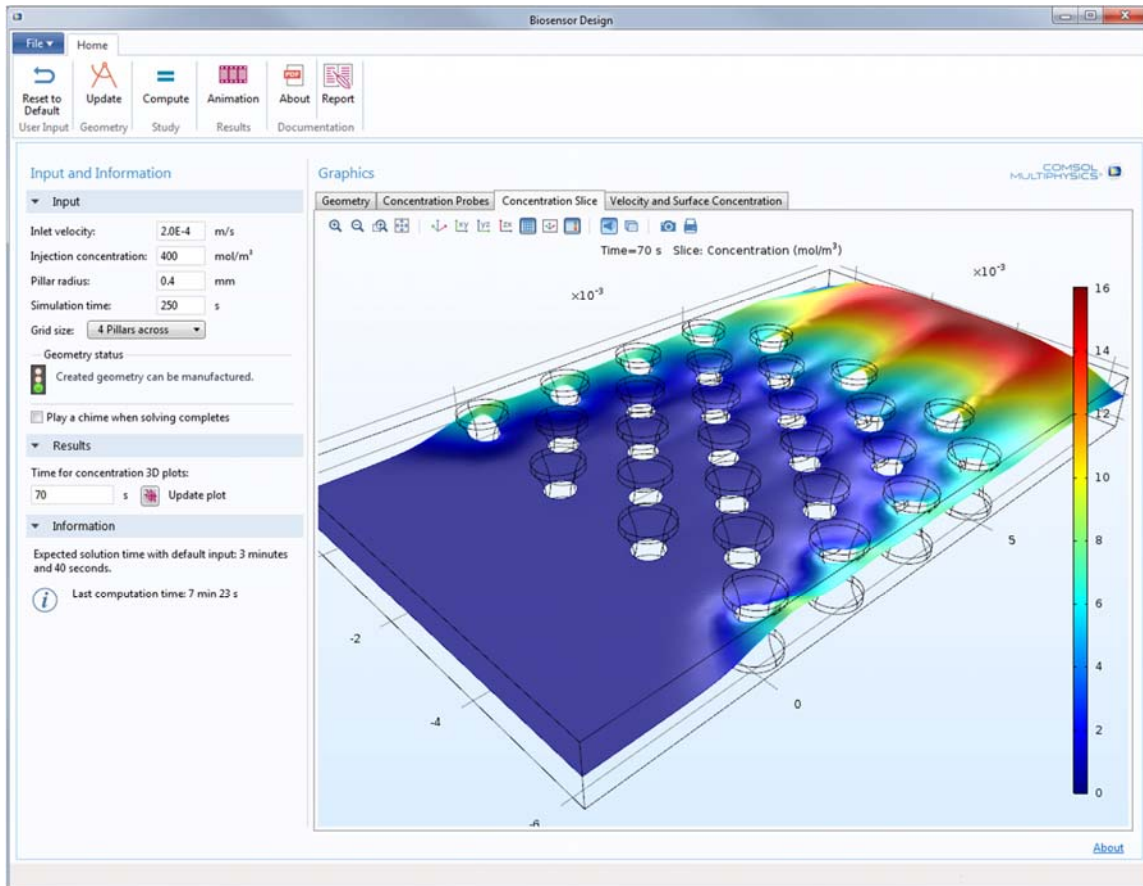 Biosensor Design
File
Home
Reset to
Default
Update
Compute
Animation
About
Report
User Input
Geometry
Study
Results
Documentation
Input and Information
Input
Inlet velocity:
2.0E-4
m/s
Injection concentration:
400
mol/m³
Pillar radius:
0.4
mm
Simulation time:
250
s
Grid size:
4 Pillars across
Geometry status
Created geometry can be manufactured.
Play a chime when solving completes
Results
Time for concentration 3D plots:
70
s
Update plot
Information
Expected solution time with default input: 3 minutes
and 40 seconds.
i
Last computation time: 7 min 23 s
Graphics
COMSOL
MULTIPHYSICS®
Geometry
Concentration Probes
Concentration Slice
Velocity and Surface Concentration
xy
yz
zx
Time=70 s   Slice: Concentration (mol/m³)
×10⁻³
×10⁻³
16
14
12
10
8
6
4
2
0
5
0
-2
-4
-6
About